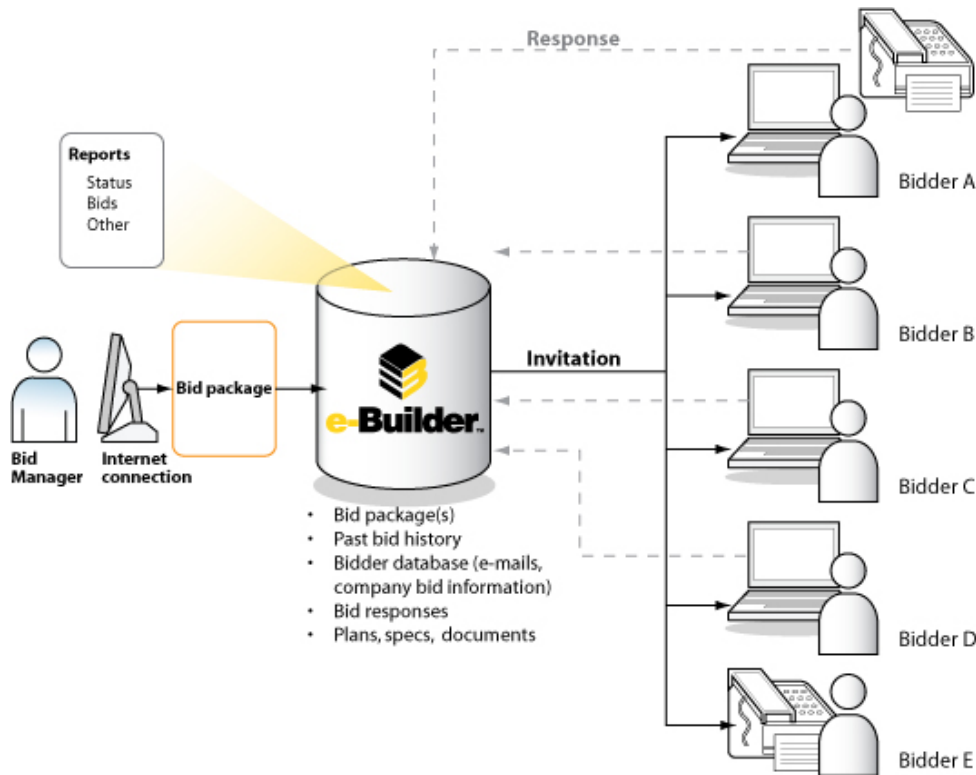 Response
Reports
Status
Bids
Other
Bidder A
Bidder B
Invitation
Bid package
e-Builder™
Bid
Manager
Internet
connection
Bidder C
• Bid package(s)
• Past bid history
• Bidder database (e-mails,
company bid information)
• Bid responses
• Plans, specs, documents
Bidder D
Bidder E